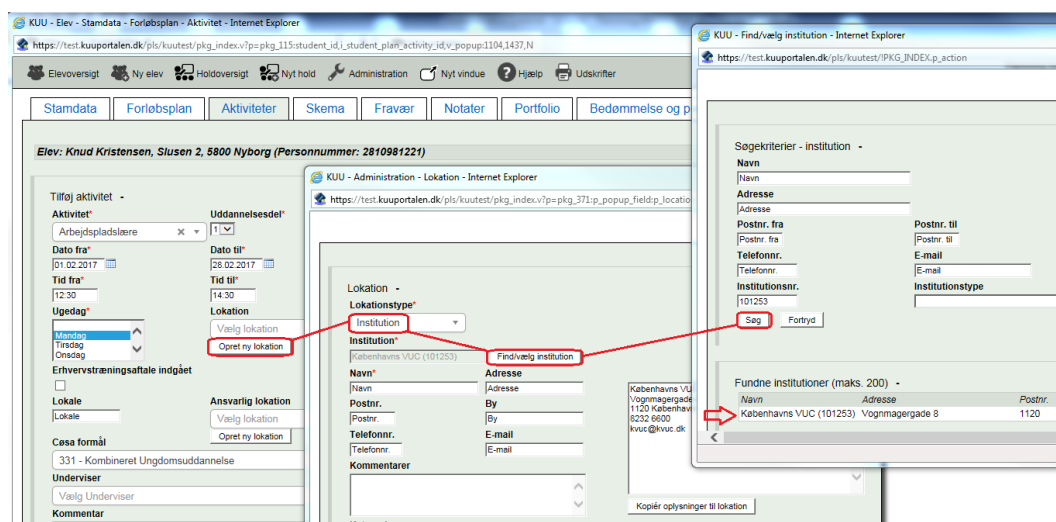 KUU - Elev - Stamdata - Forløbsplan - Aktivitet - Internet Explorer
https://test.kuuportalen.dk/pls/kuutest/pkg_index.v?p=pkg_115:student_id,i_student_plan_activity_id,v_popup:1104,1437,N
Elevoversigt Ny elev Holdoversigt Nyt hold Administration Nyt vindue Hjælp Udskrifter
Stamdata Forløbsplan Aktiviteter Skema Fravær Notater Portfolio Bedømmelse og p
Elev: Knud Kristensen, Slusen 2, 5800 Nyborg (Personnummer: 2810981221)
Tilføj aktivitet -
Aktivitet* Uddannelsesdel*
Arbejdspladslære × 1
Dato fra* Dato til*
01.02.2017 28.02.2017
Tid fra* Tid til*
12:30 14:30
Ugedag* Lokation
Vælg lokation
Mandag
Tirsdag
Onsdag
Opret ny lokation
Erhvervstræningsaftale indgået
Lokale Ansvarlig lokation
Lokale Vælg lokation
Opret ny lokation
Cøsa formål
331 - Kombineret Ungdomsuddannelse
Underviser
Vælg Underviser
Kommentar
KUU - Administration - Lokation - Internet Explorer
https://test.kuuportalen.dk/pls/kuutest/pkg_index.v?p=pkg_371:p_popup_field:p_locatio
Lokation -
Lokationstype*
Institution
Institution*
Københavns VUC (101253) Find/vælg institution
Navn* Adresse
Navn Adresse
Postnr. By
Postnr. By
Telefonnr. E-mail
Telefonnr. E-mail
Kommentarer
Københavns VU
Vognmagergade
1120 Københav
8232 6600
kvuc@kvuc.dk
Kopiér oplysninger til lokation
KUU - Find/vælg institution - Internet Explorer
https://test.kuuportalen.dk/pls/kuutest/!PKG_INDEX.p_action
Søgekriterier - institution -
Navn
Navn
Adresse
Adresse
Postnr. fra Postnr. til
Postnr. fra Postnr. til
Telefonnr. E-mail
Telefonnr. E-mail
Institutionsnr. Institutionstype
101253
Søg Fortryd
Fundne institutioner (maks. 200) -
Navn Adresse Postnr.
Københavns VUC (101253) Vognmagergade 8 1120